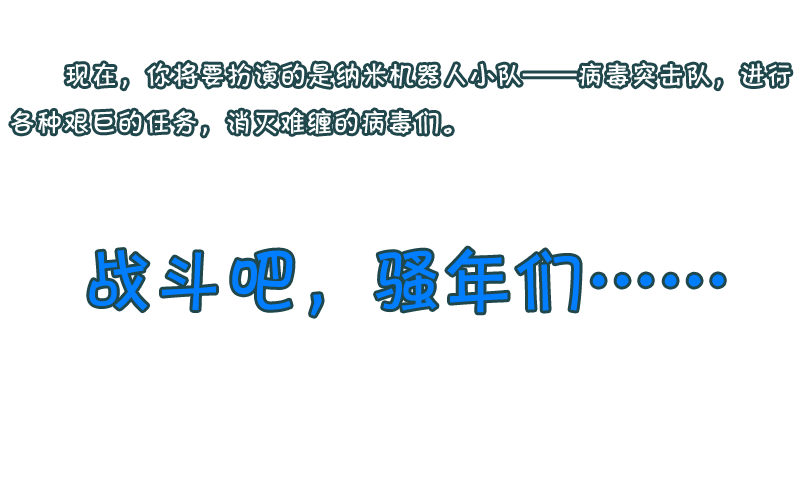 现在，你将要扮演的是纳米机器人小队——病毒突击队，进行
各种艰巨的任务，消灭难缠的病毒们。
战斗吧，骚年们……